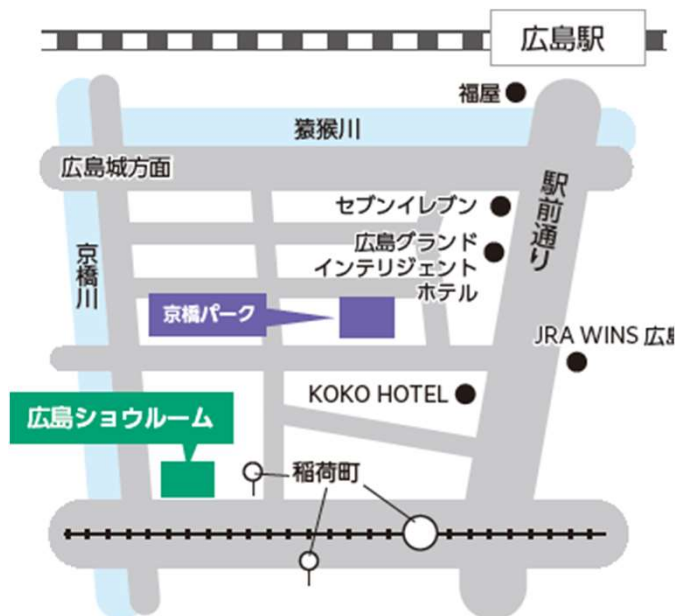 広島駅
福屋
猿猴川
広島城方面
駅前通り
セブンイレブン
広島グランド
インテリジェント
ホテル
京橋川
京橋パーク
JRA WINS 広島
KOKO HOTEL
広島ショウルーム
稲荷町